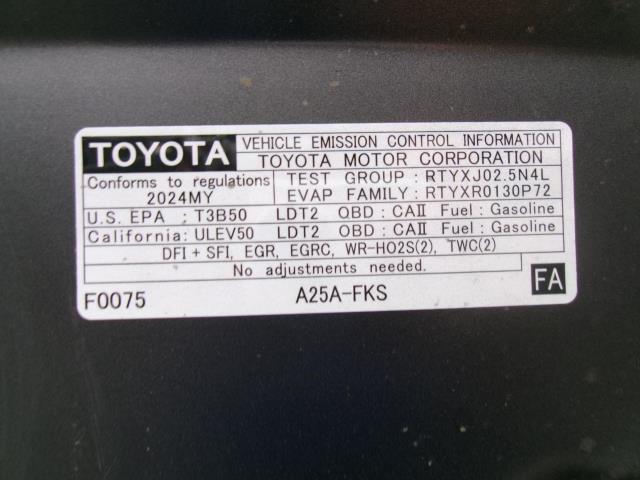 TOYOTA VEHICLE EMISSION CONTROL INFORMATION
TOYOTA MOTOR CORPORATION
Conforms to regulations
2024MY
TEST GROUP : RTYXJ02.5N4L
EVAP FAMILY : RTYXR0130P72
U.S. EPA : T3B50 LDT2 OBD : CAⅡ Fuel : Gasoline
California: ULEV50 LDT2 OBD : CAⅡ Fuel : Gasoline
DFI + SFI, EGR, EGRC, WR-HO2S(2), TWC(2)
No adjustments needed.
F0075 A25A-FKS FA